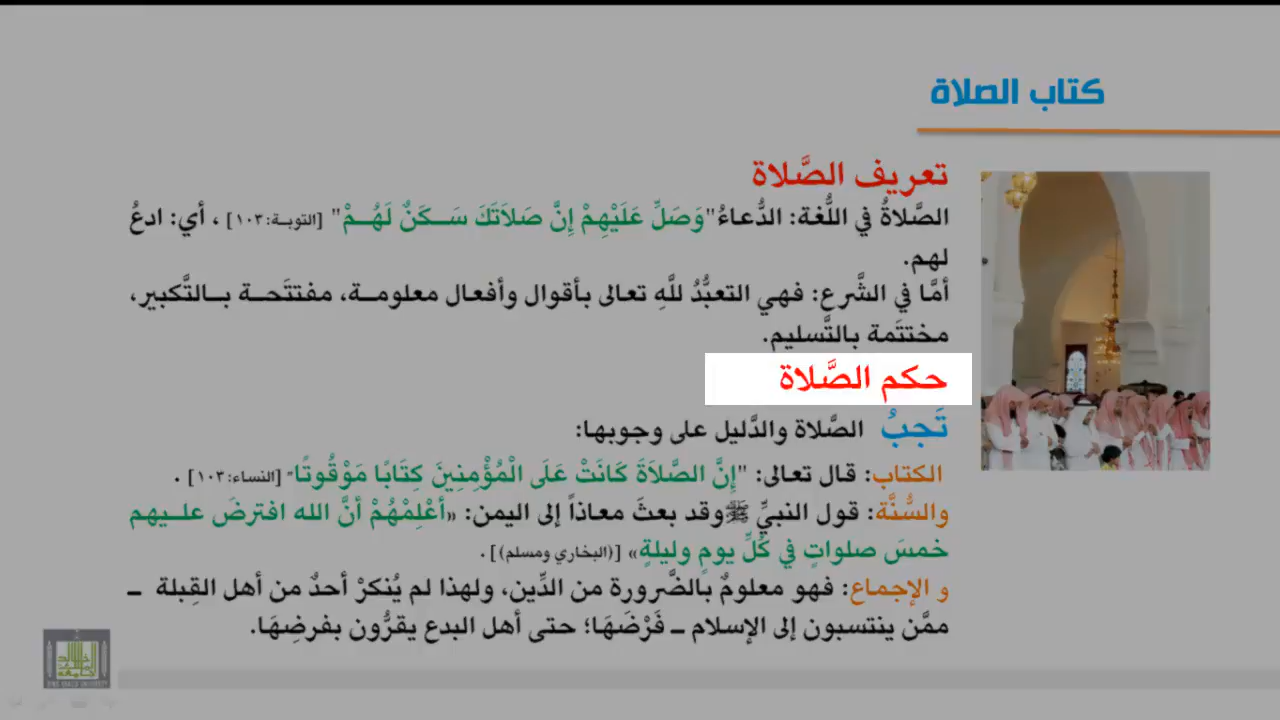 كتاب الصلاة
تعريف الصَّلاة
الصَّلاةُ في اللُّغة: الدُّعاءُ"وَصَلِّ عَلَيْهِمْ إِنَّ صَلاَتَكَ سَكَنٌ لَهُمْ" [التوبة:١٠٣] ، أي: ادعُ
لهم.
أمَّا في الشَّرع: فهي التعبُّدُ للَّهِ تعالى بأقوال وأفعال معلومة، مفتتَحة بالتَّكبير،
مختتَمة بالتَّسليم.
حكم الصَّلاة
تَجبُ الصَّلاة والدَّليل على وجوبها:
الكتاب: قال تعالى: "إِنَّ الصَّلاَةَ كَانَتْ عَلَى الْمُؤْمِنِينَ كِتَابًا مَوْقُوتًا" [النساء:١٠٣] .
والسُّنَّة: قول النبيِّ ﷺ وقد بعثَ معاذاً إلى اليمن: «أَعْلِمْهُمْ أنَّ الله افترضَ عليهم
خمسَ صلواتٍ في كُلِّ يومٍ وليلةٍ» [(البخاري ومسلم)] .
و الإجماع: فهو معلومٌ بالضَّرورة من الدِّين، ولهذا لم يُنكرْ أحدٌ من أهل القِبلة ـ
ممَّن ينتسبون إلى الإسلام ـ فَرْضَهَا؛ حتى أهل البدع يقرُّون بفرضِهَا.